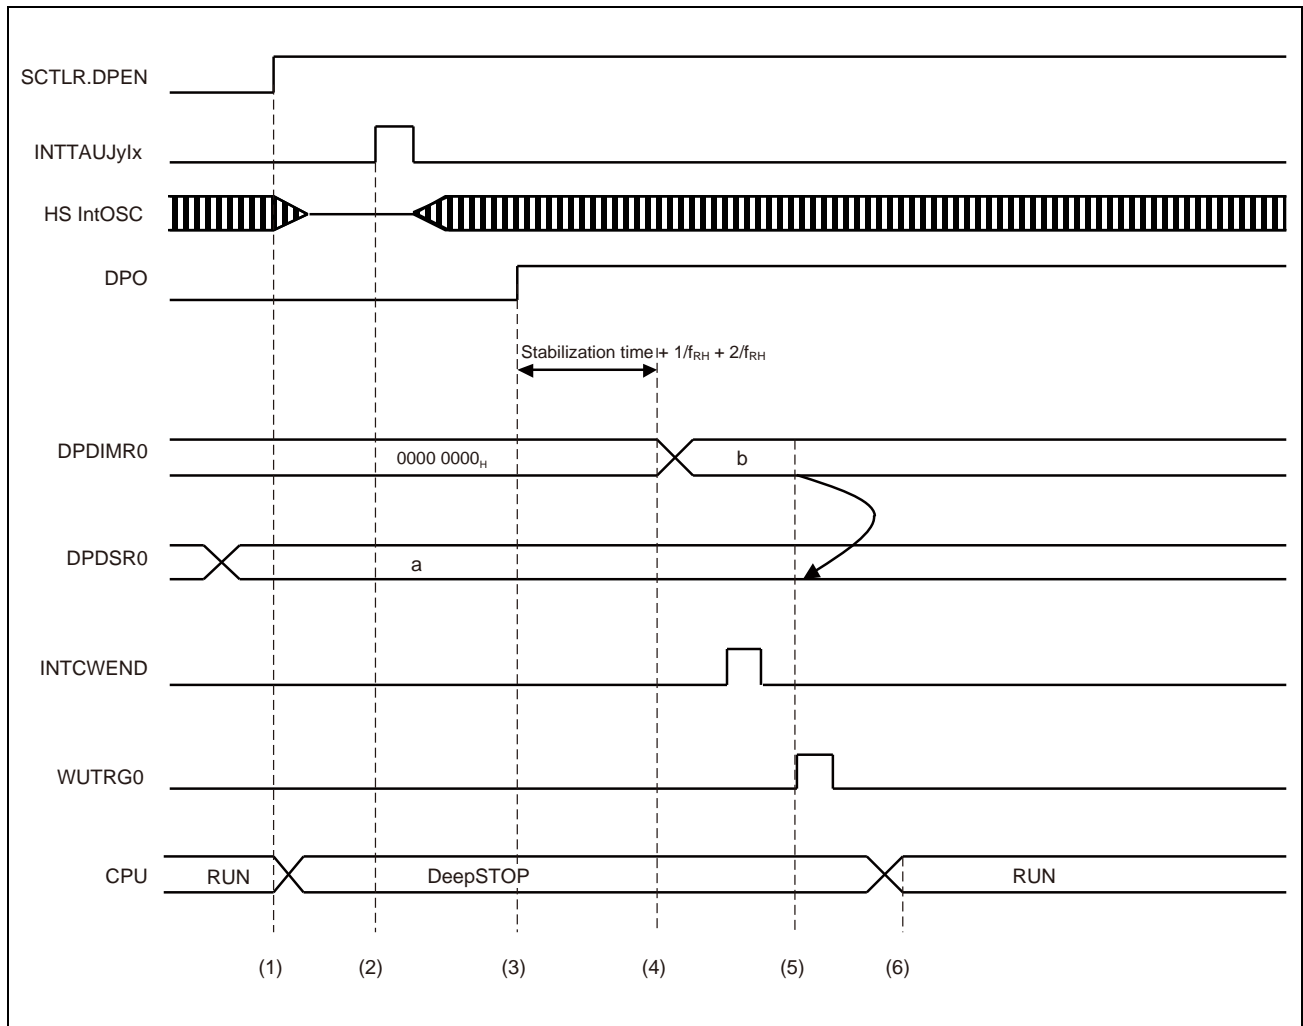 SCTLR.DPEN
INTTAUJyIx
HS IntOSC
DPO
Stabilization time + 1/fRH + 2/fRH
DPDIMR0
0000 0000H
b
DPDSR0
a
INTCWEND
WUTRG0
CPU
RUN
DeepSTOP
RUN
(1)
(2)
(3)
(4)
(5)
(6)